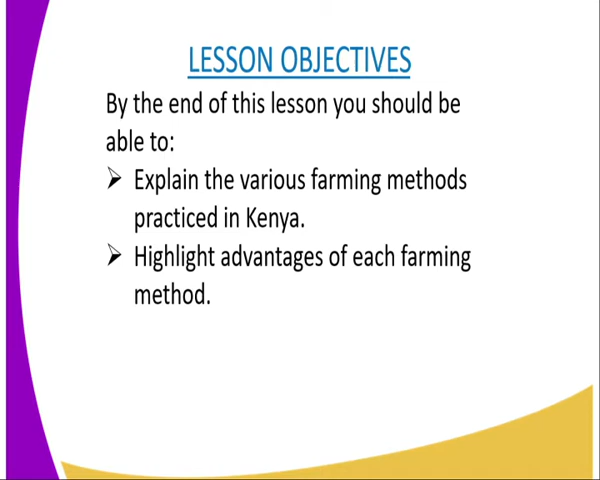 LESSON OBJECTIVES
By the end of this lesson you should be
able to:
➢ Explain the various farming methods
practiced in Kenya.
➢ Highlight advantages of each farming
method.